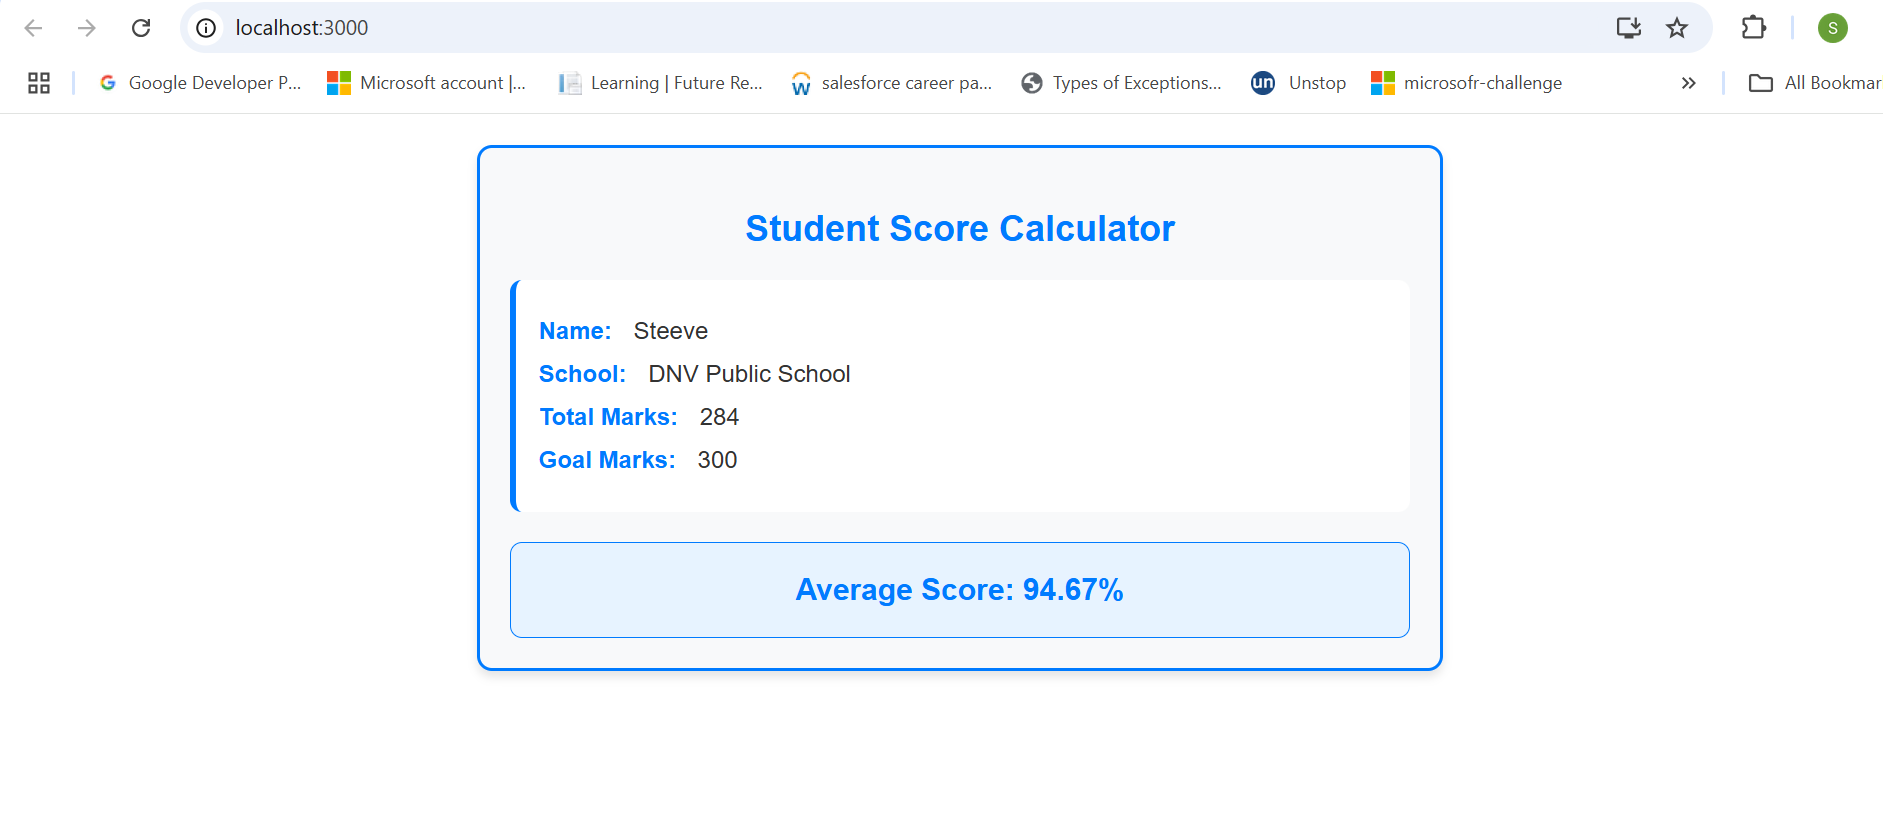 localhost:3000
S
Google Developer P...
Microsoft account |...
Learning | Future Re...
salesforce career pa...
Types of Exceptions...
un Unstop
microsofr-challenge
All Bookmar
Student Score Calculator
Name: Steeve
School: DNV Public School
Total Marks: 284
Goal Marks: 300
Average Score: 94.67%